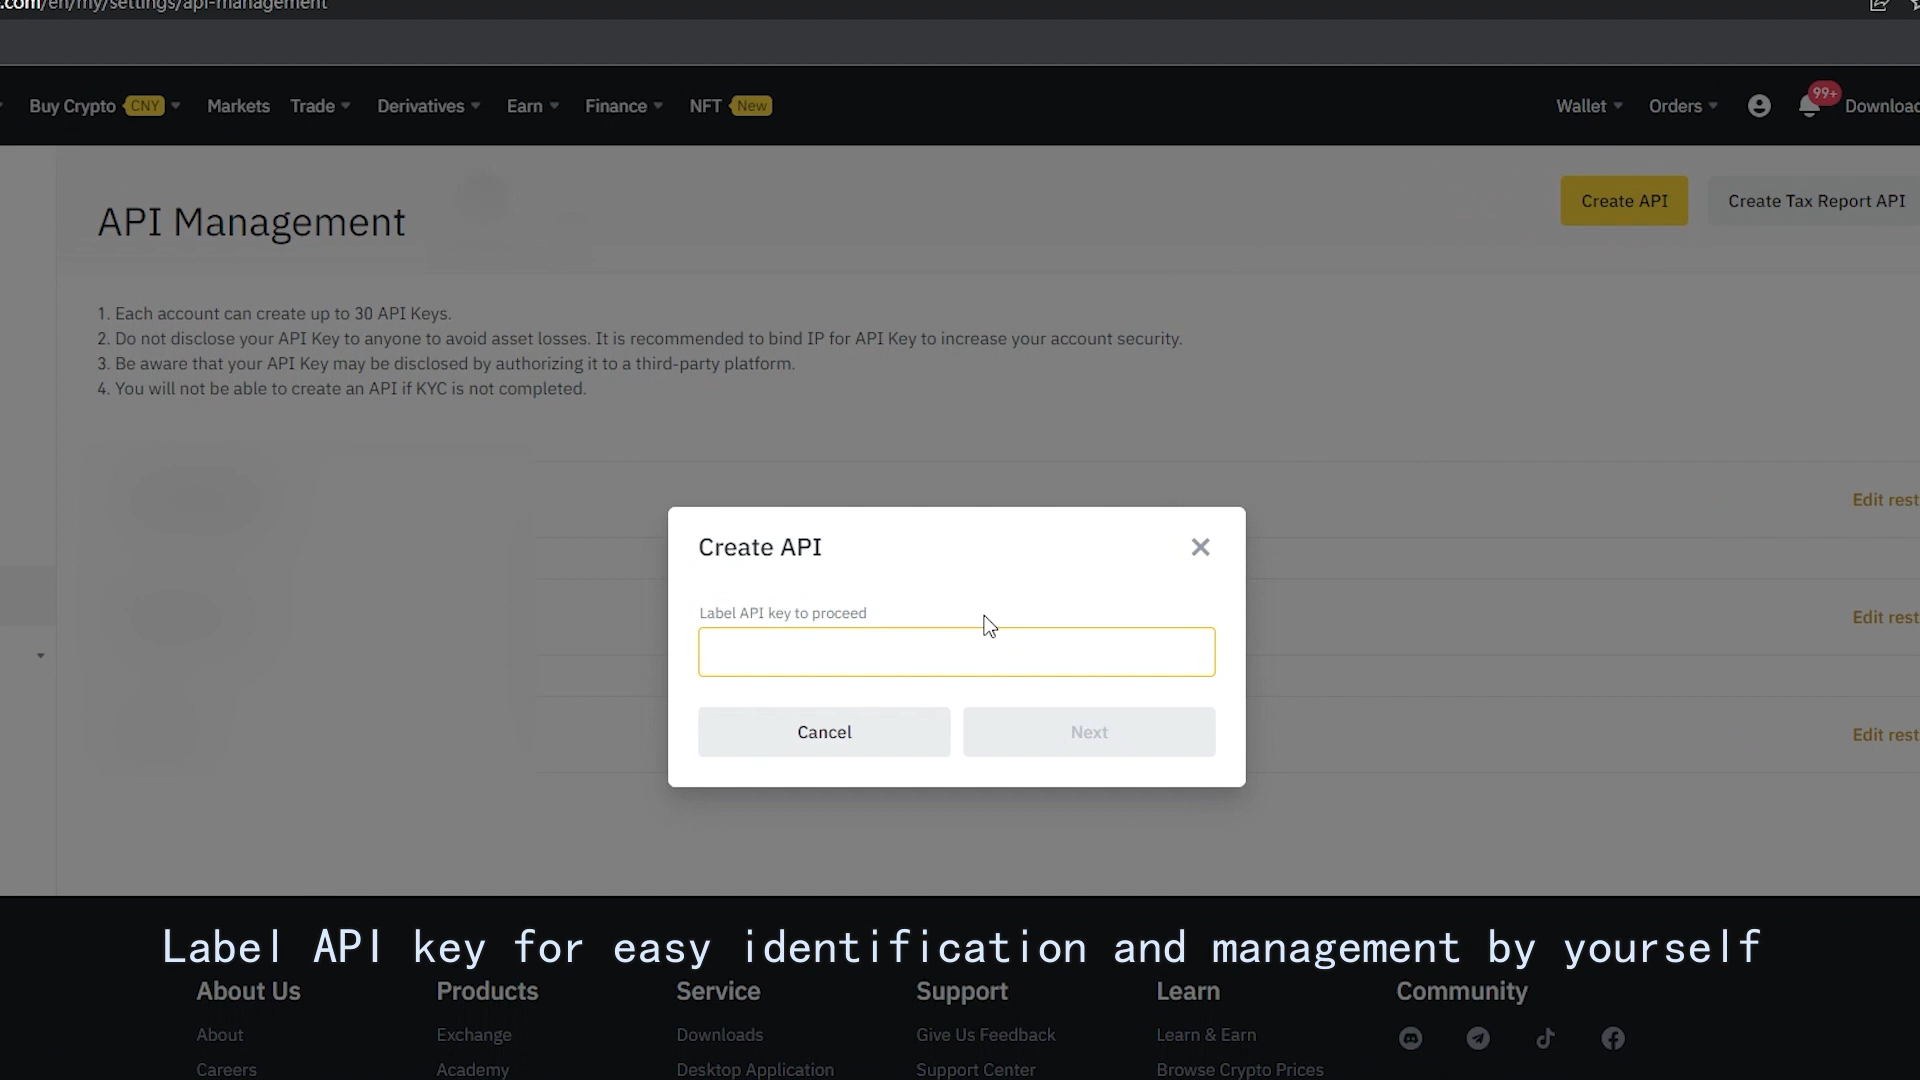 .com/en/my/settings/api-management
Buy Crypto CNY Markets Trade Derivatives Earn Finance NFT New Wallet Orders 99+ Download
API Management
Create API Create Tax Report API
1. Each account can create up to 30 API Keys.
2. Do not disclose your API Key to anyone to avoid asset losses. It is recommended to bind IP for API Key to increase your account security.
3. Be aware that your API Key may be disclosed by authorizing it to a third-party platform.
4. You will not be able to create an API if KYC is not completed.
Edit rest
Create API
Label API key to proceed
Edit rest
Cancel Next
Edit rest
Label API key for easy identification and management by yourself
About Us Products Service Support Learn Community
About Exchange Downloads Give Us Feedback Learn & Earn
Careers Academy Desktop Application Support Center Browse Crypto Prices